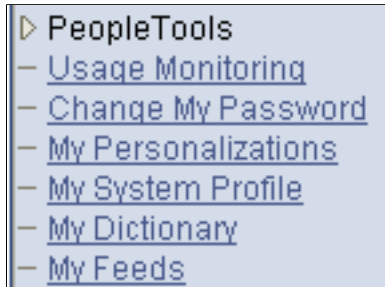 PeopleTools
Usage Monitoring
Change My Password
My Personalizations
My System Profile
My Dictionary
My Feeds